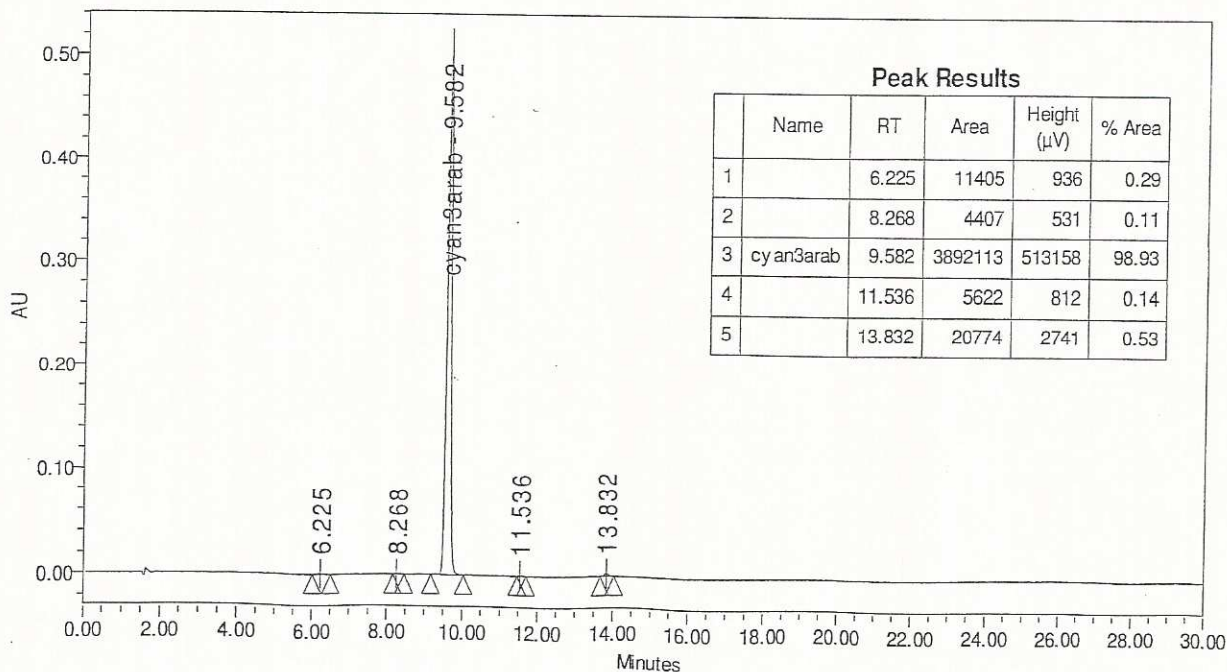 Peak Results
Name RT Area Height (µV) % Area
1 6.225 11405 936 0.29
2 8.268 4407 531 0.11
3 cyan3arab 9.582 3892113 513158 98.93
4 11.536 5622 812 0.14
5 13.832 20774 2741 0.53
AU
0.50
0.40
0.30
0.20
0.10
0.00
6.225
8.268
cyan3arab - 9.582
11.536
13.832
0.00 2.00 4.00 6.00 8.00 10.00 12.00 14.00 16.00 18.00 20.00 22.00 24.00 26.00 28.00 30.00
Minutes